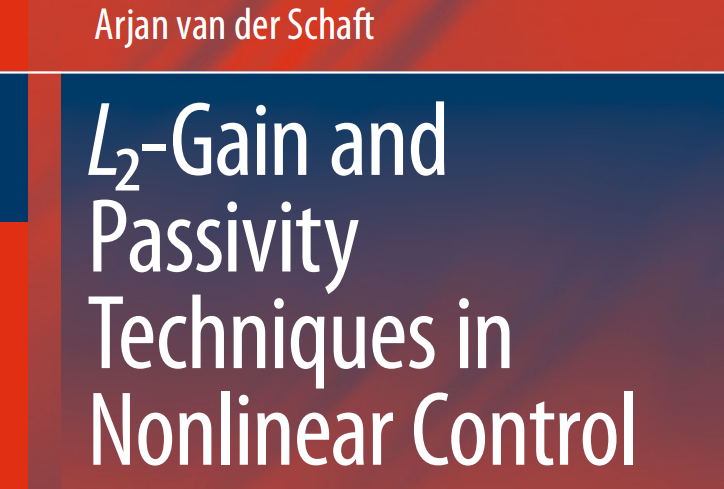 Arjan van der Schaft
L₂-Gain and
Passivity
Techniques in
Nonlinear Control